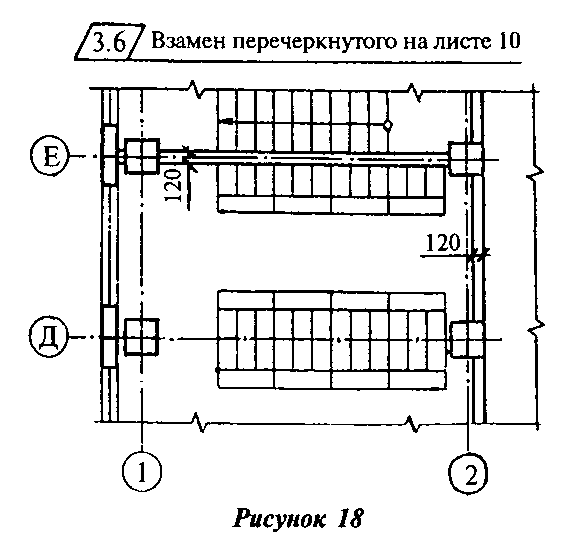 3.6 Взамен перечеркнутого на листе 10
Е
120
120
Д
1
2
Рисунок 18